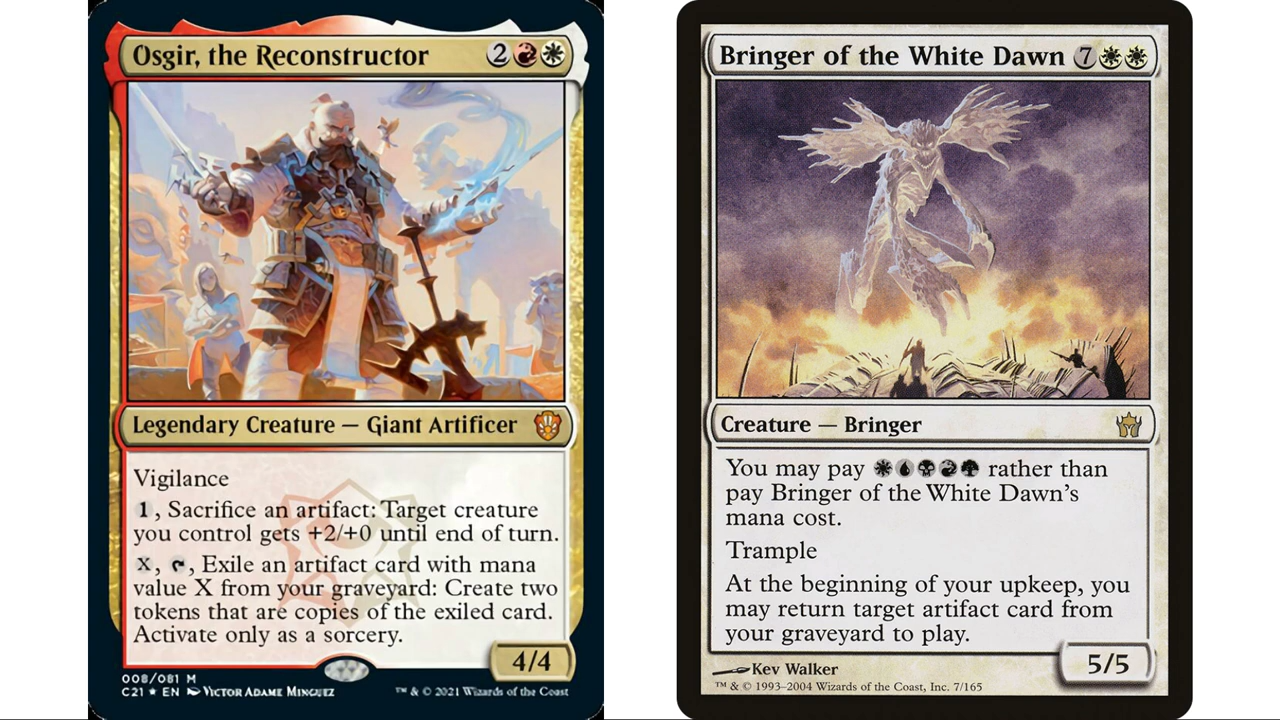 Osgir, the Reconstructor 2
Legendary Creature — Giant Artificer
Vigilance
1, Sacrifice an artifact: Target creature
you control gets +2/+0 until end of turn.
X, , Exile an artifact card with mana
value X from your graveyard: Create two
tokens that are copies of the exiled card.
Activate only as a sorcery.
4/4
008/081 M
C21 ★ EN Victor Adame Minguez
™ & © 2021 Wizards of the Coast
Bringer of the White Dawn 7
Creature — Bringer
You may pay rather than
pay Bringer of the White Dawn's
mana cost.
Trample
At the beginning of your upkeep, you
may return target artifact card from
your graveyard to play.
5/5
Kev Walker
™ & © 1993–2004 Wizards of the Coast, Inc. 7/165